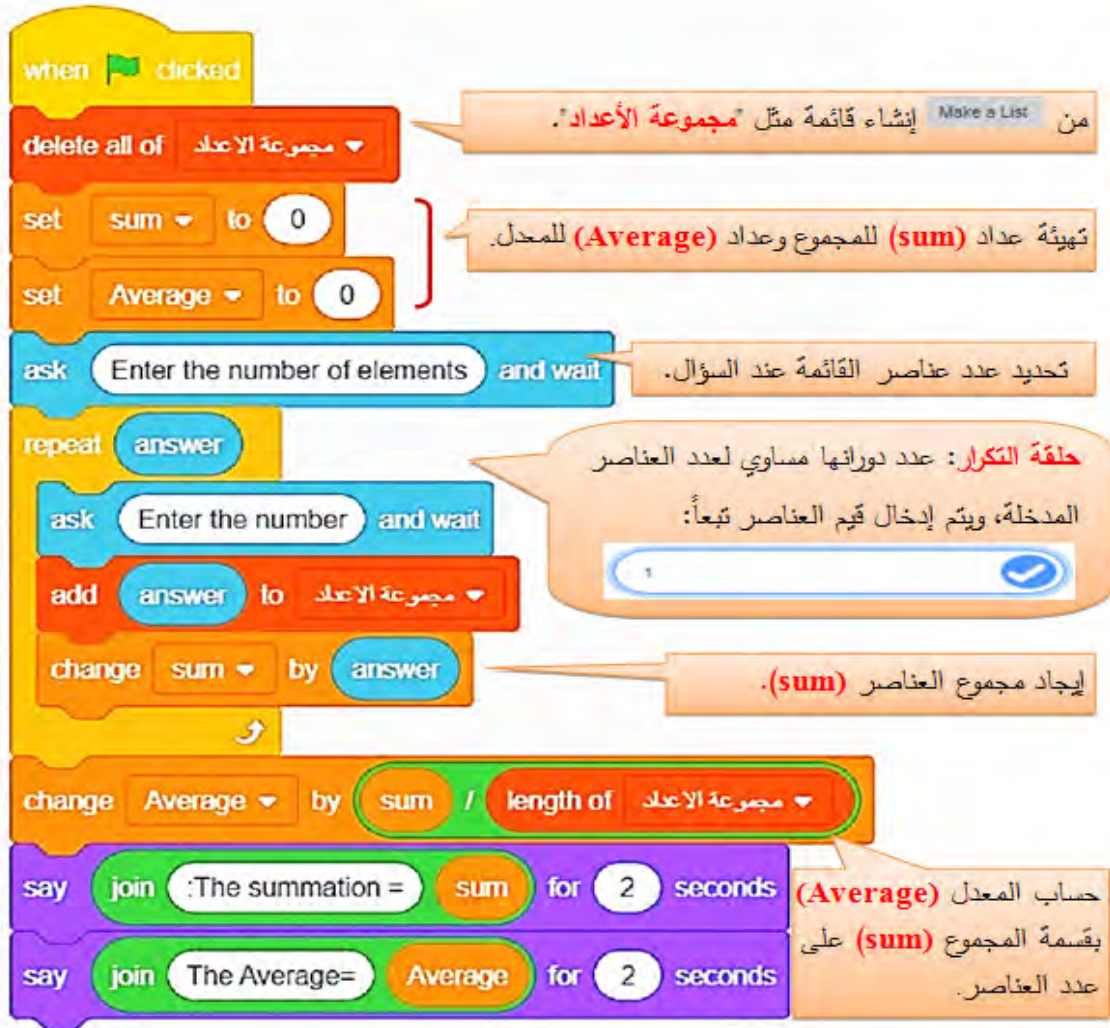 when clicked
delete all of مجموعة الاعداد
من Make a List إنشاء قائمة مثل "مجموعة الأعداد".
set sum to 0
set Average to 0
تهيئة عداد (sum) للمجموع وعداد (Average) للمعدل.
ask Enter the number of elements and wait
تحديد عدد عناصر القائمة عند السؤال.
repeat answer
حلقة التكرار: عدد دورانها مساوي لعدد العناصر
المدخلة، ويتم إدخال قيم العناصر تبعاً:
1
ask Enter the number and wait
add answer to مجموعة الاعداد
change sum by answer
إيجاد مجموع العناصر (sum).
change Average by sum / length of مجموعة الاعداد
say join :The summation = sum for 2 seconds
say join The Average= Average for 2 seconds
حساب المعدل (Average)
بقسمة المجموع (sum) على
عدد العناصر.